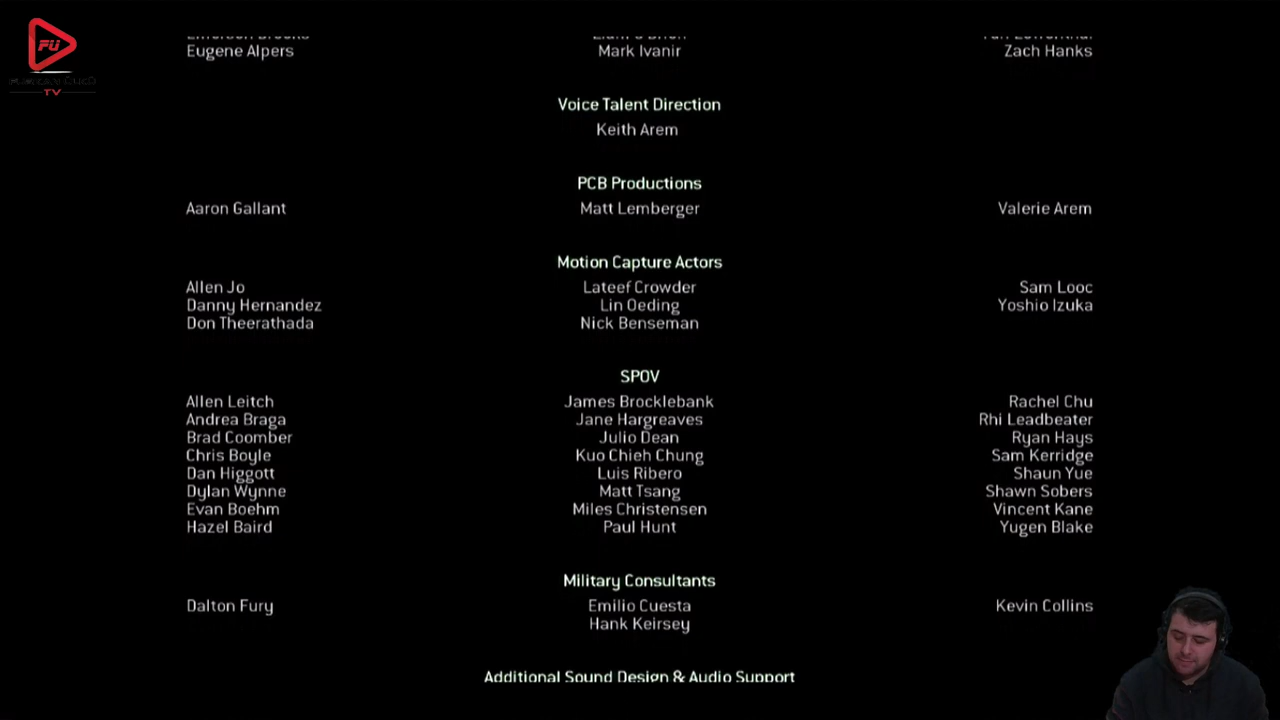 FU
TV
Eugene Alpers Mark Ivanir Zach Hanks
Voice Talent Direction
Keith Arem
PCB Productions
Aaron Gallant Matt Lemberger Valerie Arem
Motion Capture Actors
Allen Jo Lateef Crowder Sam Looc
Danny Hernandez Lin Oeding Yoshio Izuka
Don Theerathada Nick Benseman
SPOV
Allen Leitch James Brocklebank Rachel Chu
Andrea Braga Jane Hargreaves Rhi Leadbeater
Brad Coomber Julio Dean Ryan Hays
Chris Boyle Kuo Chieh Chung Sam Kerridge
Dan Higgott Luis Ribero Shaun Yue
Dylan Wynne Matt Tsang Shawn Sobers
Evan Boehm Miles Christensen Vincent Kane
Hazel Baird Paul Hunt Yugen Blake
Military Consultants
Dalton Fury Emilio Cuesta Kevin Collins
Hank Keirsey
Additional Sound Design & Audio Support